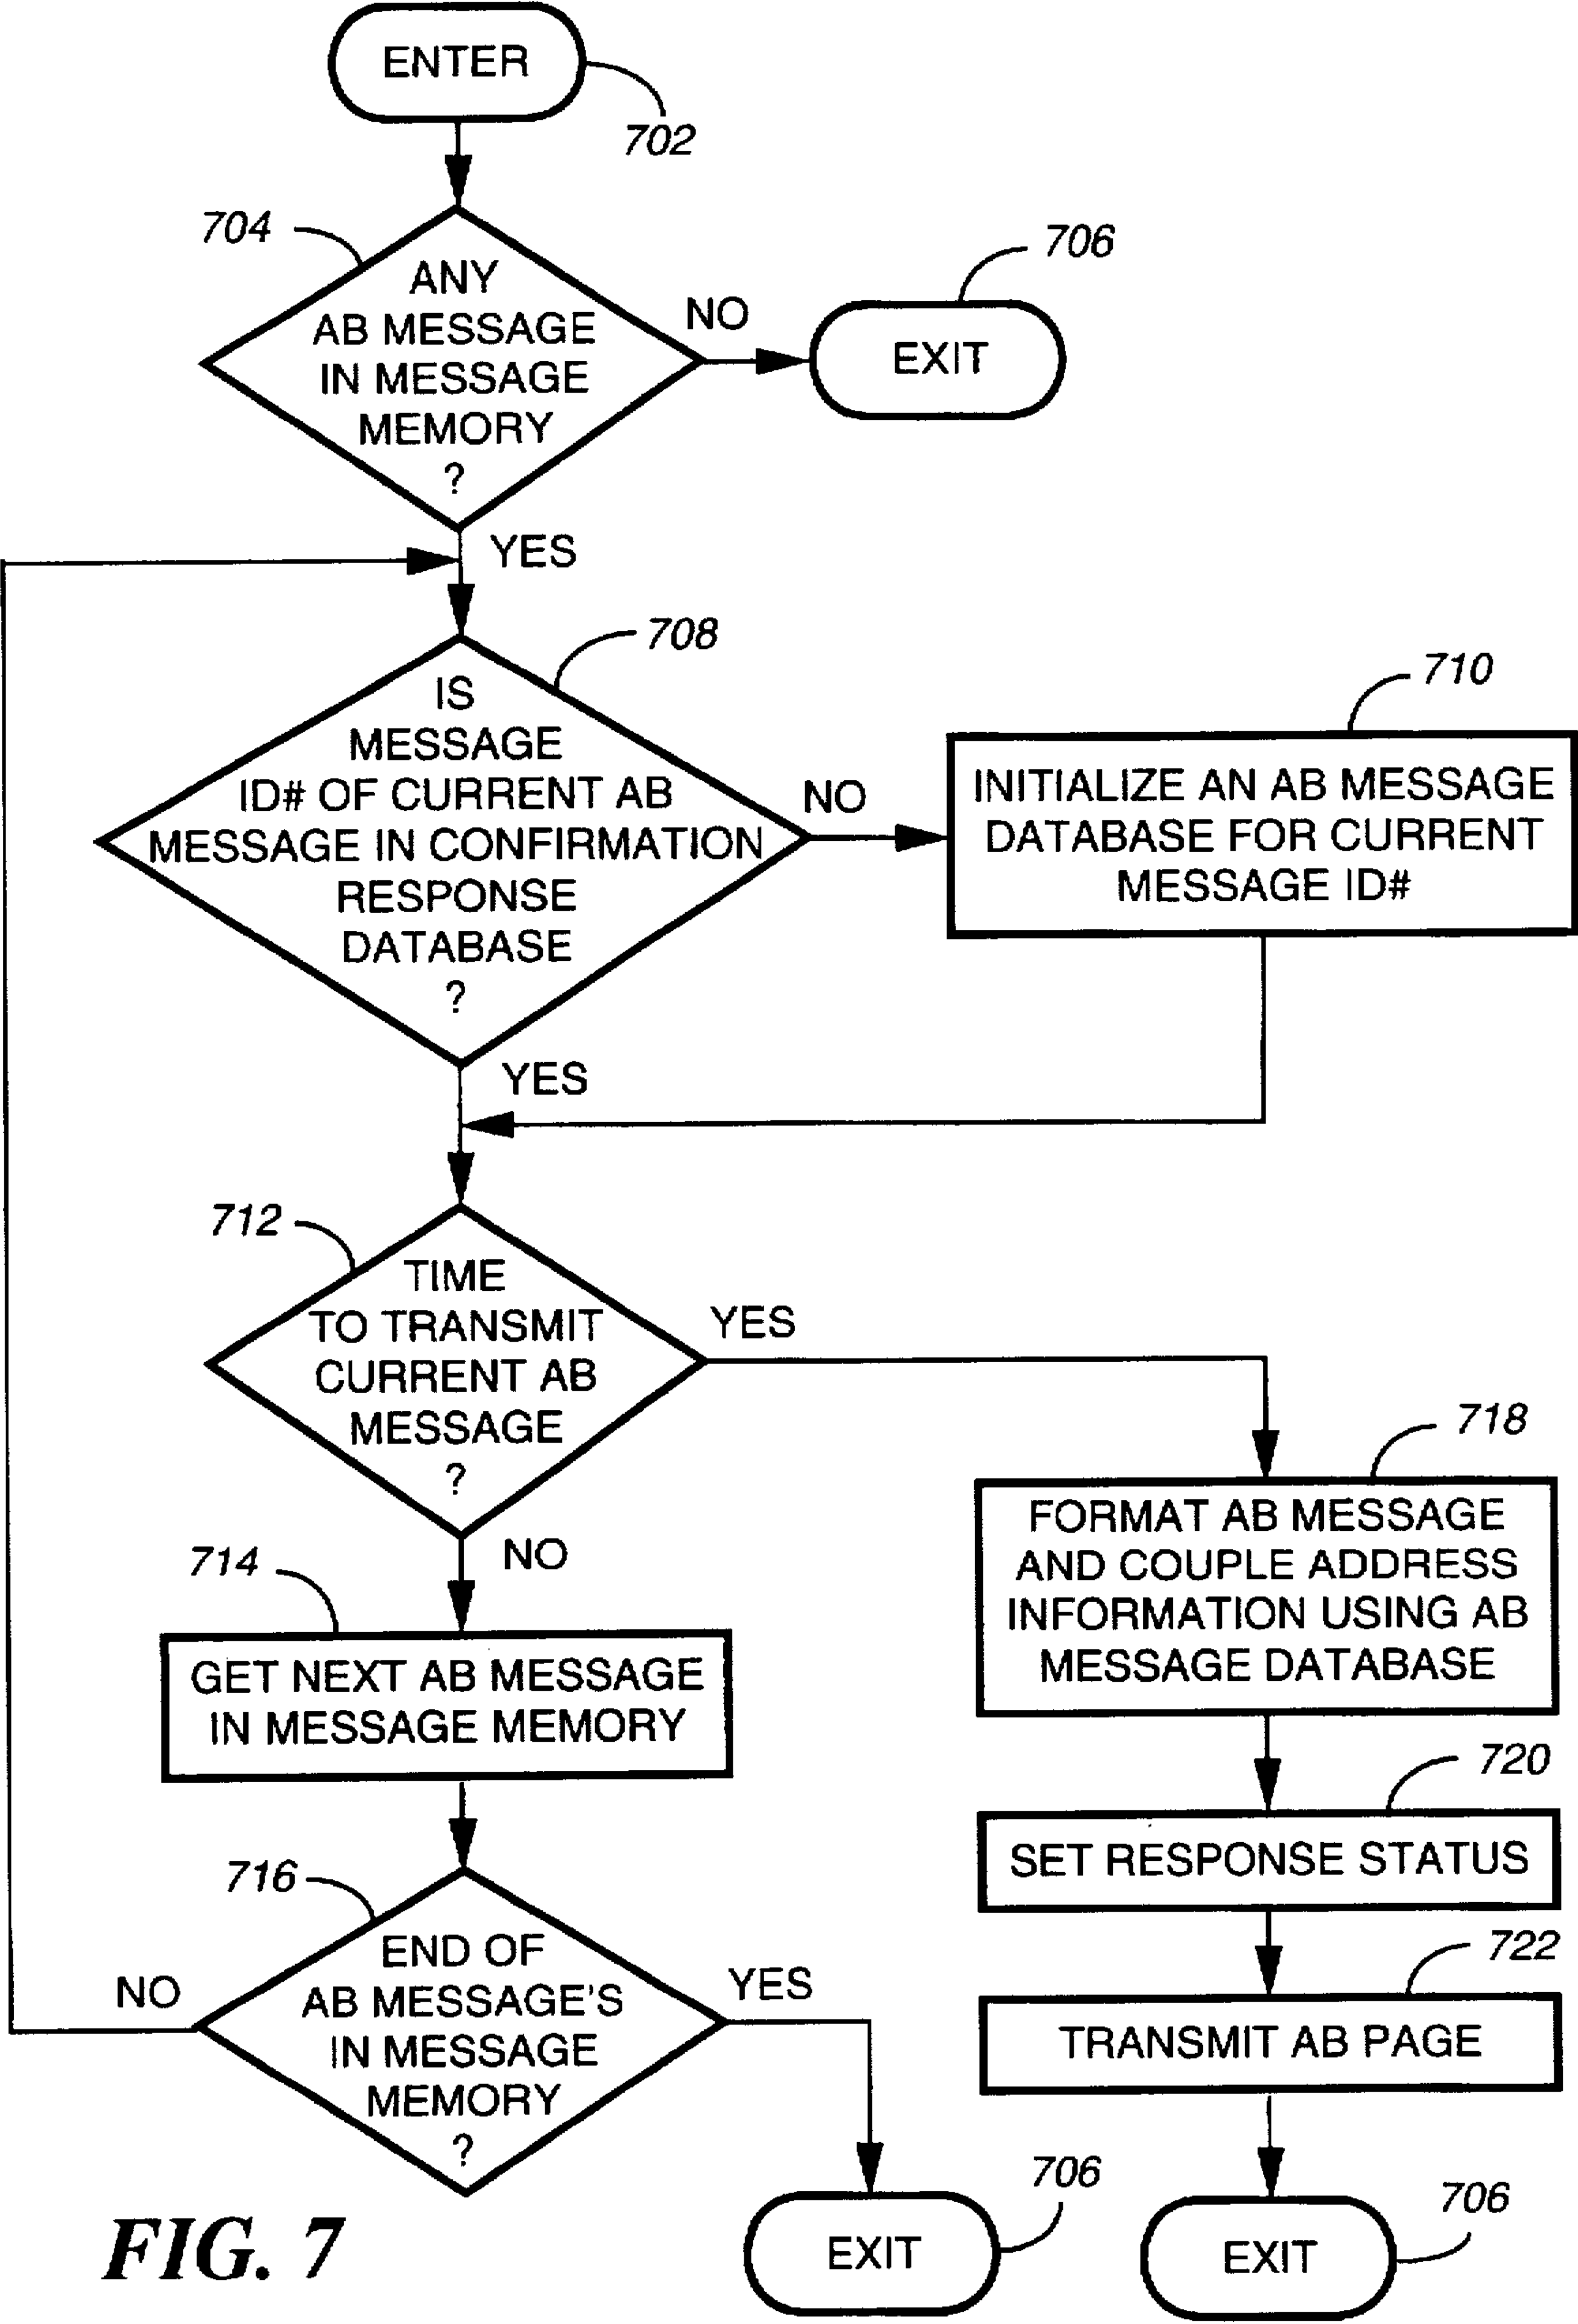 ENTER
702
704
ANY
AB MESSAGE
IN MESSAGE
MEMORY
?
NO
706
EXIT
YES
708
IS
MESSAGE
ID# OF CURRENT AB
MESSAGE IN CONFIRMATION
RESPONSE
DATABASE
?
NO
710
INITIALIZE AN AB MESSAGE
DATABASE FOR CURRENT
MESSAGE ID#
YES
712
TIME
TO TRANSMIT
CURRENT AB
MESSAGE
?
YES
NO
718
FORMAT AB MESSAGE
AND COUPLE ADDRESS
INFORMATION USING AB
MESSAGE DATABASE
714
GET NEXT AB MESSAGE
IN MESSAGE MEMORY
720
SET RESPONSE STATUS
716
END OF
AB MESSAGE'S
IN MESSAGE
MEMORY
?
NO
YES
722
TRANSMIT AB PAGE
706
EXIT
706
EXIT
FIG. 7